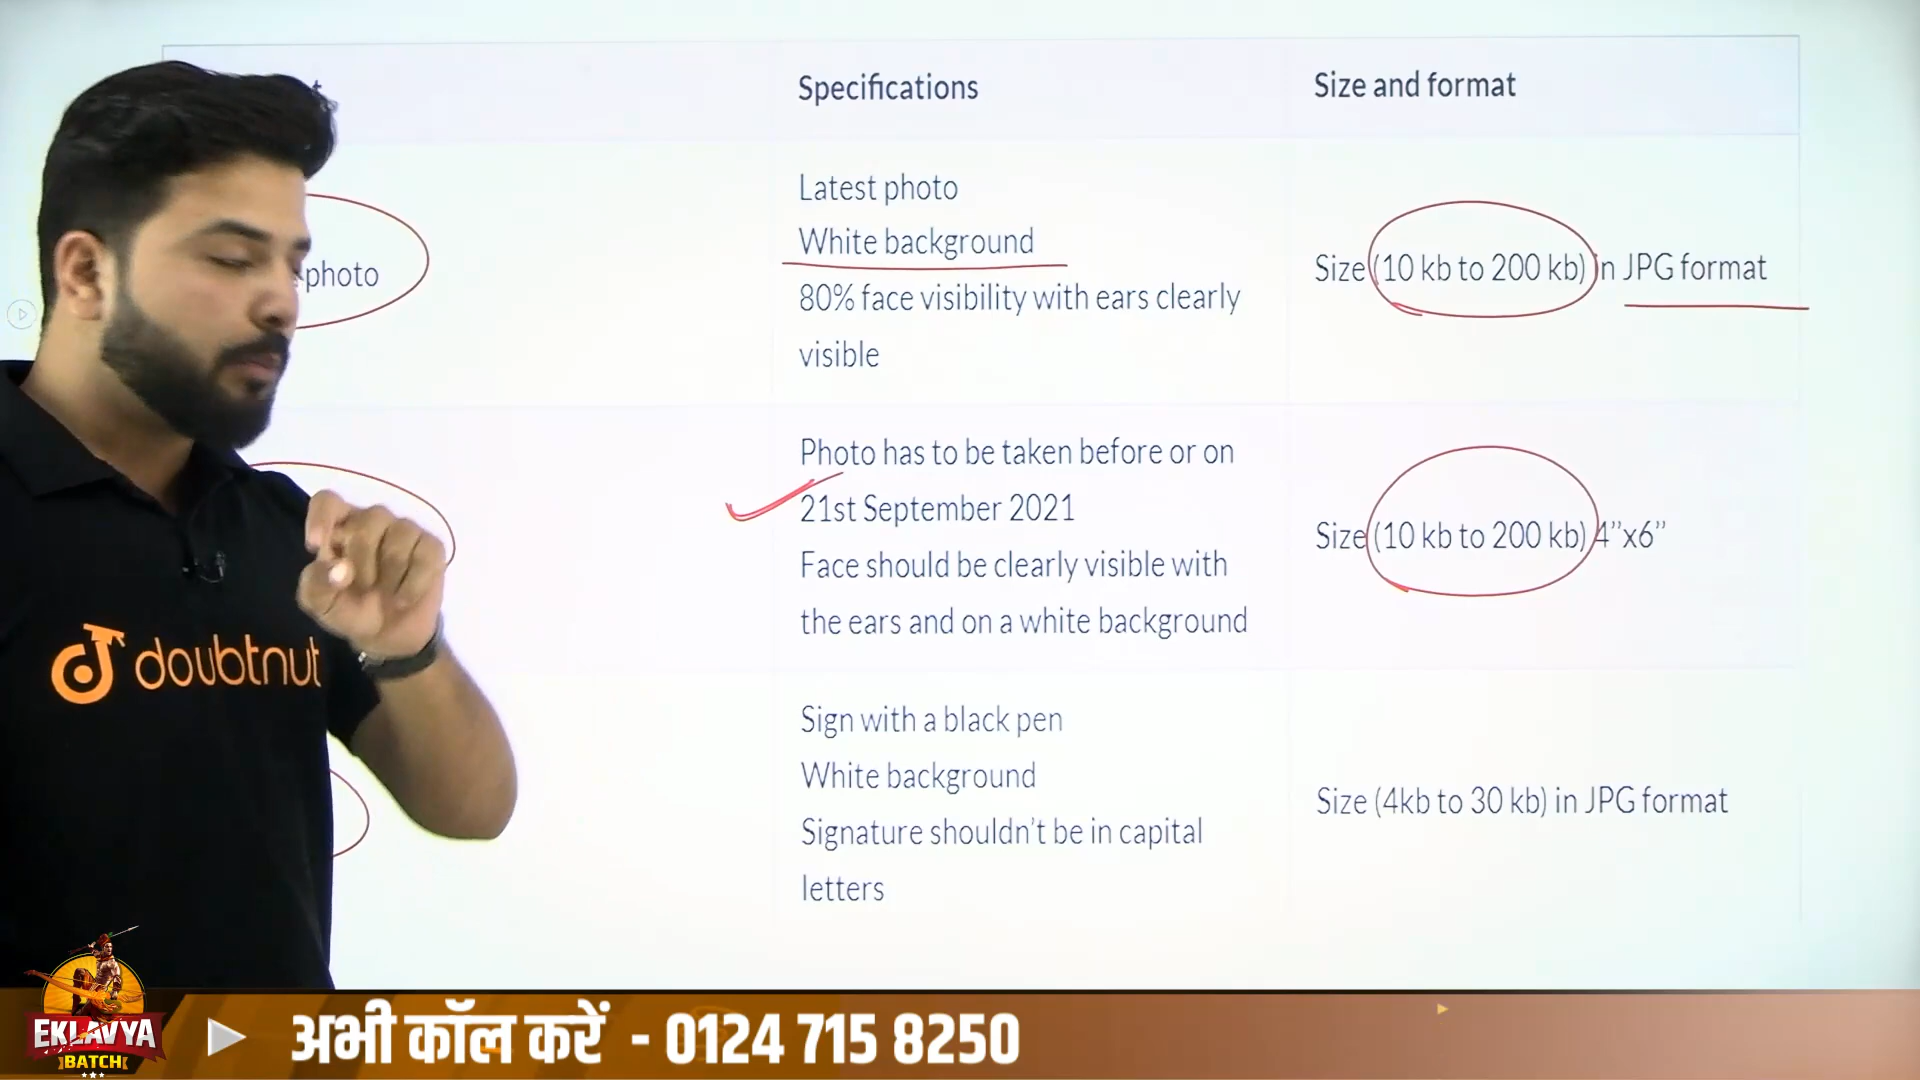 Specifications
Size and format
photo
Latest photo
White background
80% face visibility with ears clearly
visible
Size (10 kb to 200 kb) in JPG format
Photo has to be taken before or on
21st September 2021
Face should be clearly visible with
the ears and on a white background
Size (10 kb to 200 kb) 4”x6”
Sign with a black pen
White background
Signature shouldn’t be in capital
letters
Size (4kb to 30 kb) in JPG format
doubtnut
EKLAVYA
BATCH
अभी कॉल करें - 0124 715 8250